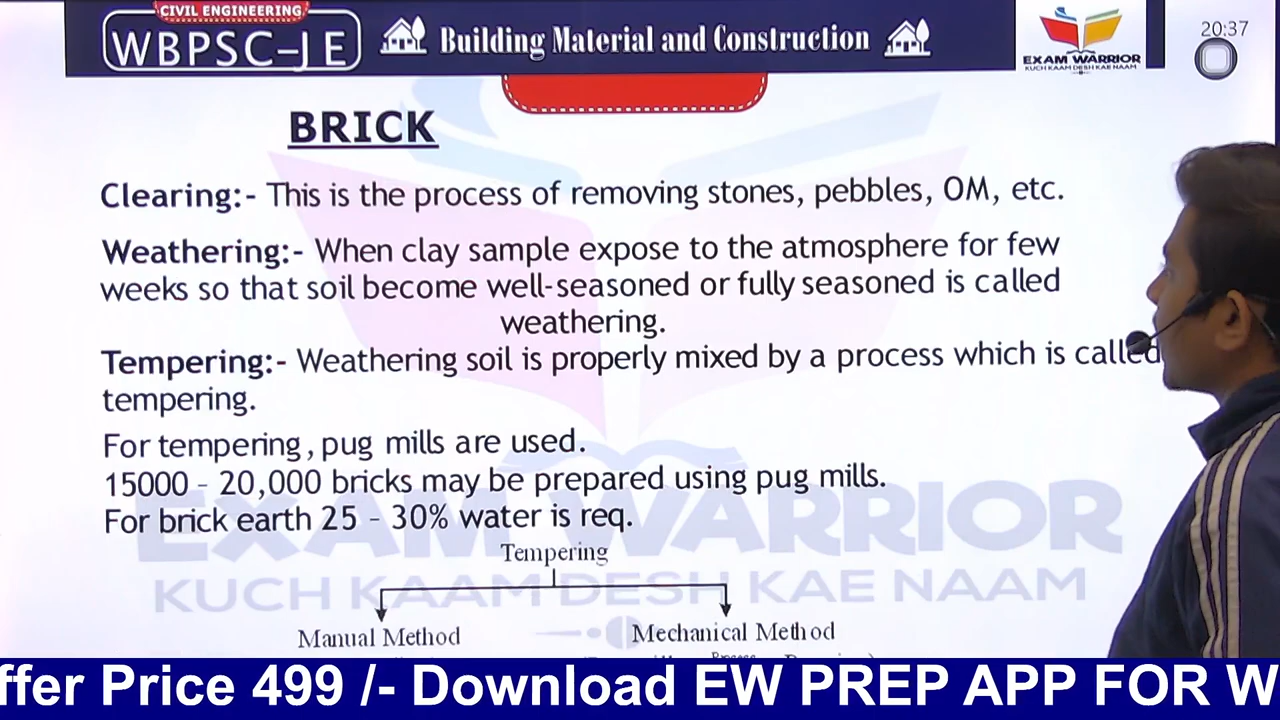 CIVIL ENGINEERING
WBPSC-JE
Building Material and Construction
EXAM WARRIOR
KUCH KAAM DESH KAE NAAM
20:37
BRICK
Clearing:- This is the process of removing stones, pebbles, OM, etc.
Weathering:- When clay sample expose to the atmosphere for few
weeks so that soil become well-seasoned or fully seasoned is called
weathering.
Tempering:- Weathering soil is properly mixed by a process which is called
tempering.
For tempering, pug mills are used.
15000 - 20,000 bricks may be prepared using pug mills.
For brick earth 25 - 30% water is req.
EXAM WARRIOR
KUCH KAAM DESH KAE NAAM
Tempering
Manual Method
Mechanical Method
ffer Price 499 /- Download EW PREP APP FOR W